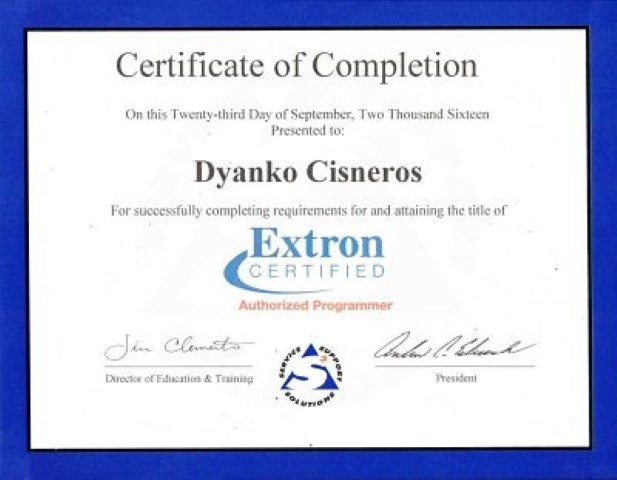 Certificate of Completion
On this Twenty-third Day of September, Two Thousand Sixteen
Presented to:
Dyanko Cisneros
For successfully completing requirements for and attaining the title of
Extron
CERTIFIED
Authorized Programmer
Jim Clements
Director of Education & Training
SERVICE SUPPORT SOLUTIONS
President